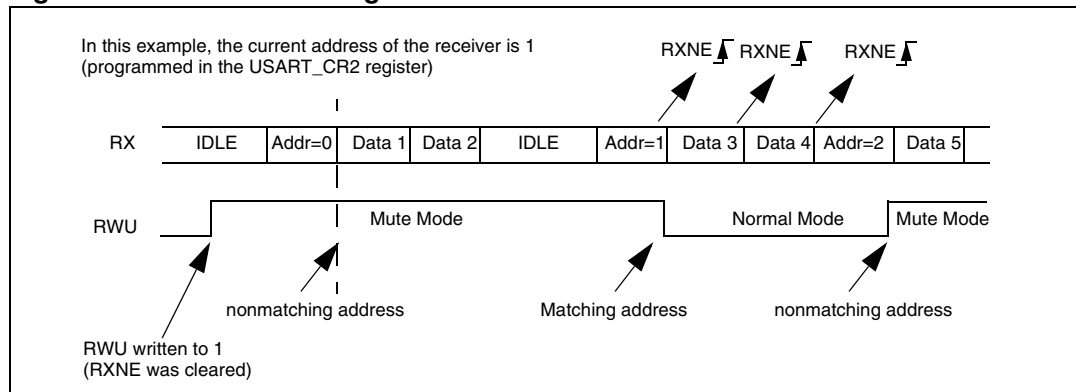 In this example, the current address of the receiver is 1
(programmed in the USART_CR2 register)
RXNE RXNE RXNE
RX IDLE Addr=0 Data 1 Data 2 IDLE Addr=1 Data 3 Data 4 Addr=2 Data 5
RWU Mute Mode Normal Mode Mute Mode
nonmatching address Matching address nonmatching address
RWU written to 1
(RXNE was cleared)